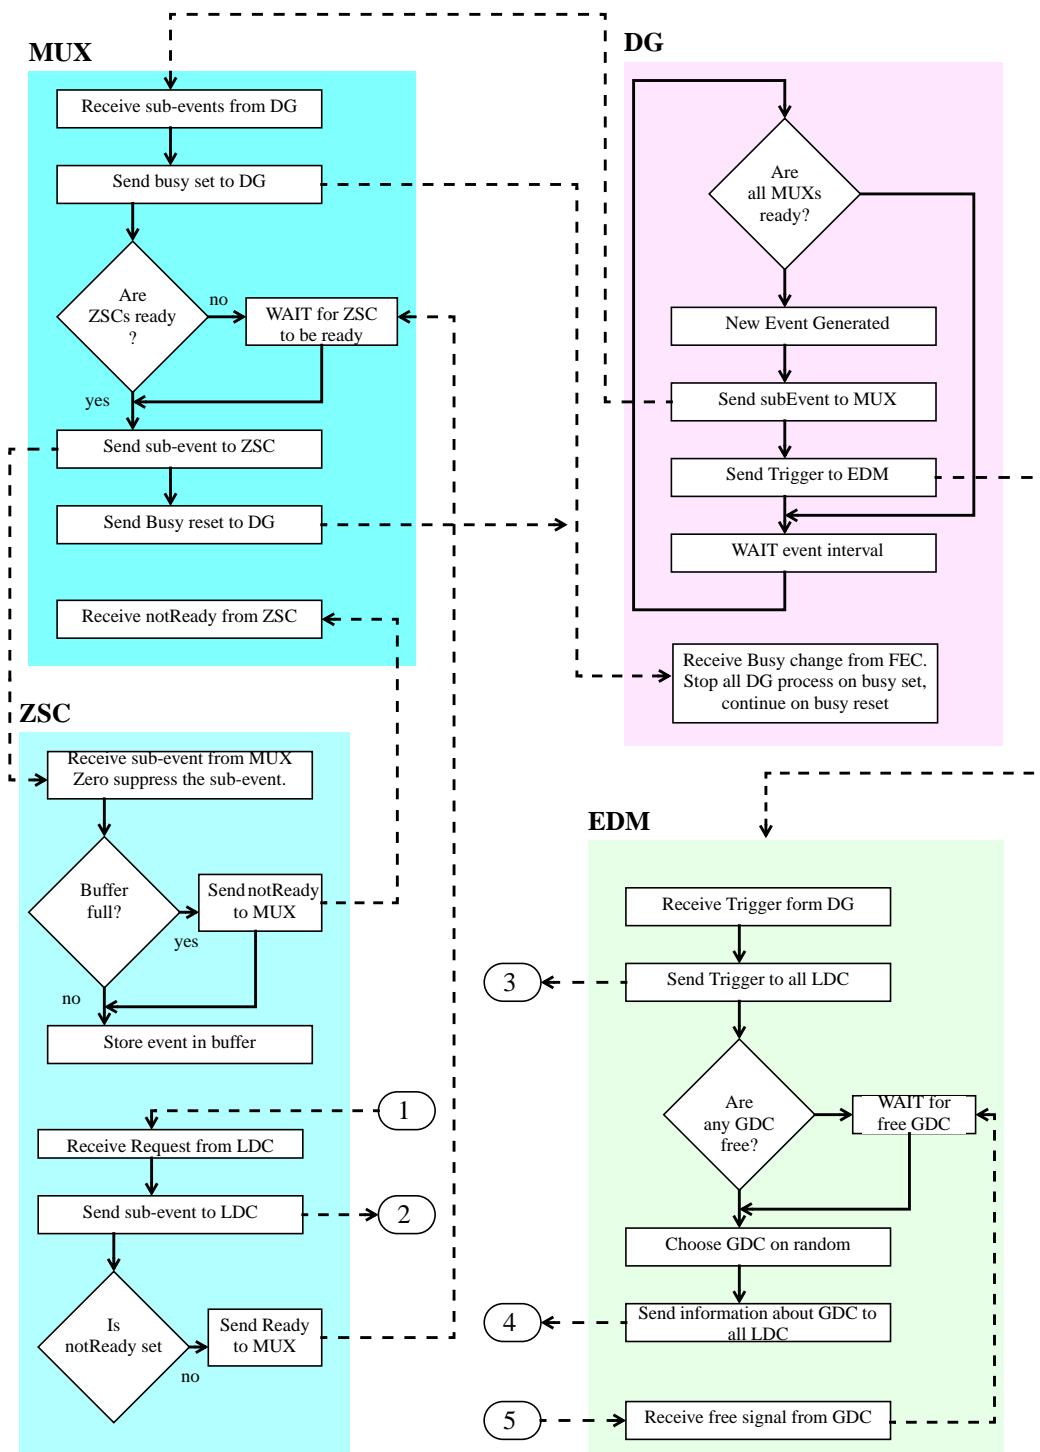 MUX
Receive sub-events from DG
Send busy set to DG
Are
ZSCs ready
?
no
WAIT for ZSC
to be ready
yes
Send sub-event to ZSC
Send Busy reset to DG
Receive notReady from ZSC
DG
Are
all MUXs
ready?
New Event Generated
Send subEvent to MUX
Send Trigger to EDM
WAIT event interval
Receive Busy change from FEC.
Stop all DG process on busy set,
continue on busy reset
ZSC
Receive sub-event from MUX
Zero suppress the sub-event.
Buffer
full?
yes
Send notReady
to MUX
no
Store event in buffer
1
Receive Request from LDC
Send sub-event to LDC
2
Is
notReady set
no
Send Ready
to MUX
EDM
Receive Trigger form DG
3
Send Trigger to all LDC
Are
any GDC
free?
WAIT for
free GDC
Choose GDC on random
4
Send information about GDC to
all LDC
5
Receive free signal from GDC